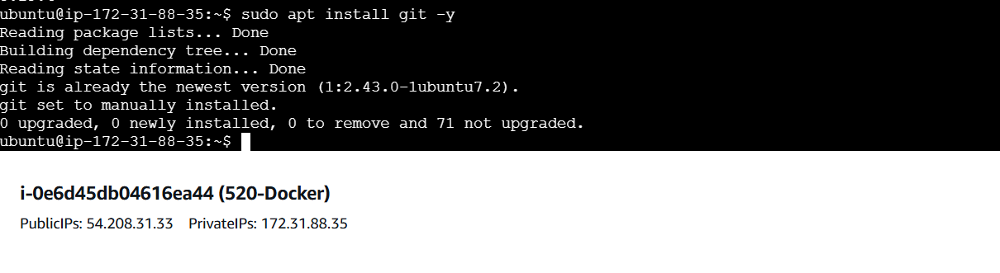 ubuntu@ip-172-31-88-35:~$ sudo apt install git -y
Reading package lists... Done
Building dependency tree... Done
Reading state information... Done
git is already the newest version (1:2.43.0-1ubuntu7.2).
git set to manually installed.
0 upgraded, 0 newly installed, 0 to remove and 71 not upgraded.
ubuntu@ip-172-31-88-35:~$
i-0e6d45db04616ea44 (520-Docker)
PublicIPs: 54.208.31.33 PrivateIPs: 172.31.88.35